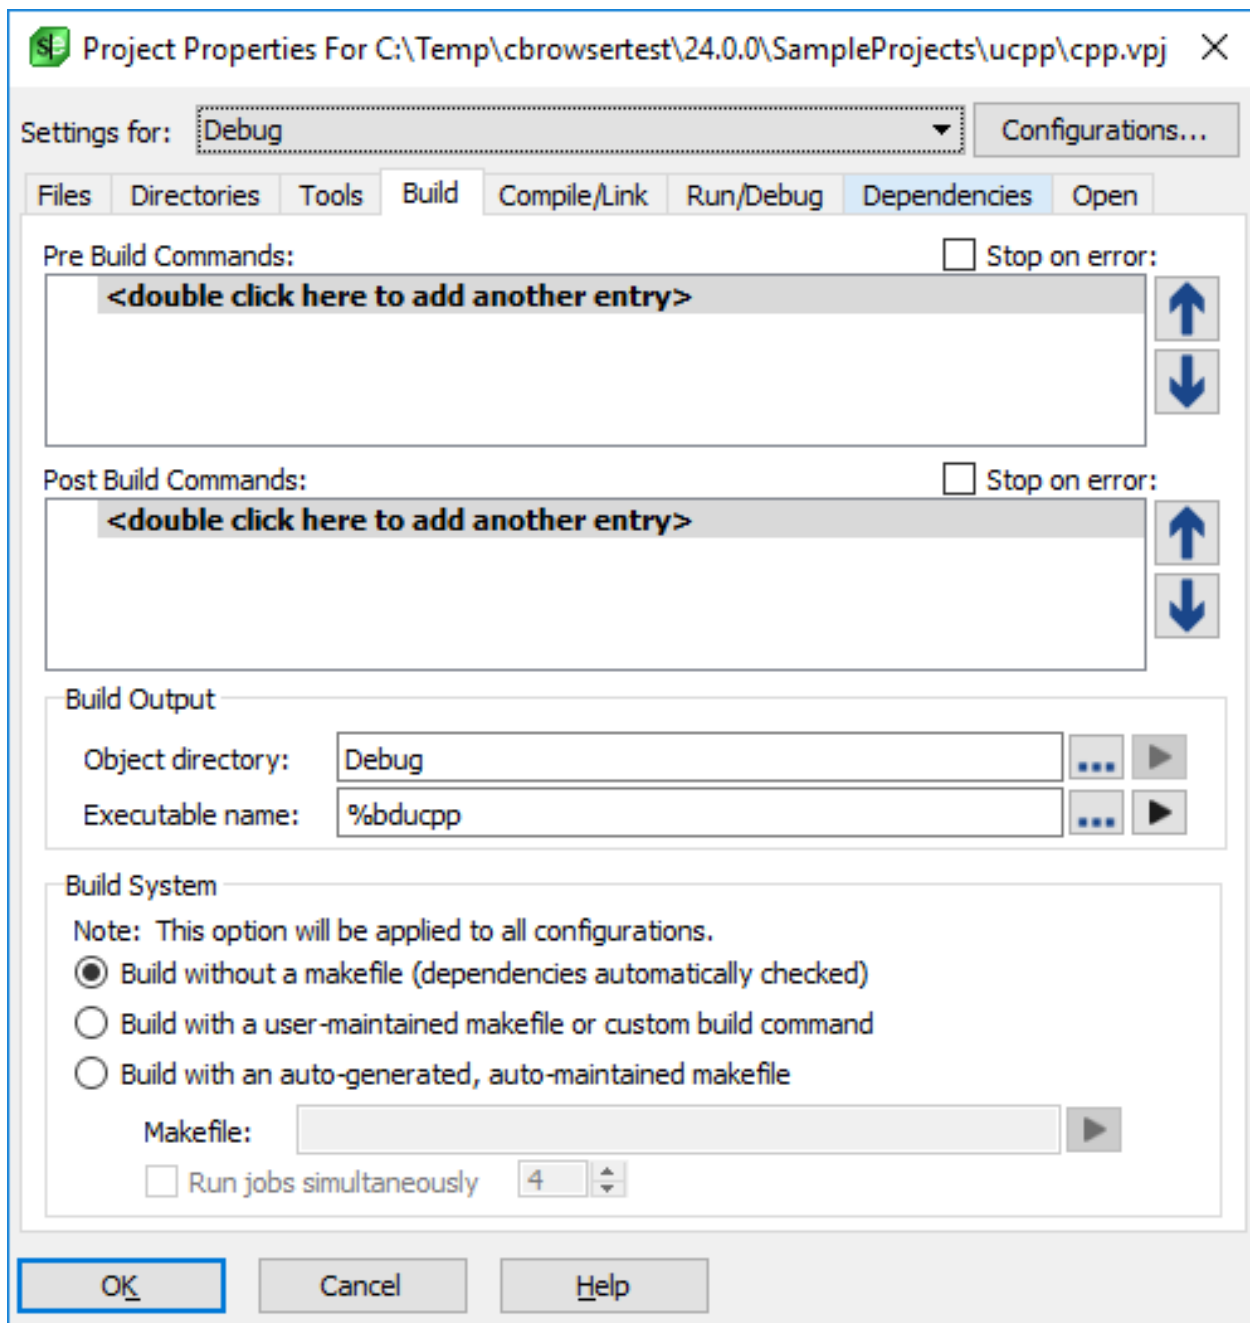 Project Properties For C:\Temp\cbrowsertest\24.0.0\SampleProjects\ucpp\cpp.vpj
Settings for: Debug Configurations...
Files Directories Tools Build Compile/Link Run/Debug Dependencies Open
Pre Build Commands: Stop on error:
<double click here to add another entry>
Post Build Commands: Stop on error:
<double click here to add another entry>
Build Output
Object directory: Debug ...
Executable name: %bducpp ...
Build System
Note: This option will be applied to all configurations.
Build without a makefile (dependencies automatically checked)
Build with a user-maintained makefile or custom build command
Build with an auto-generated, auto-maintained makefile
Makefile:
Run jobs simultaneously 4
OK Cancel Help